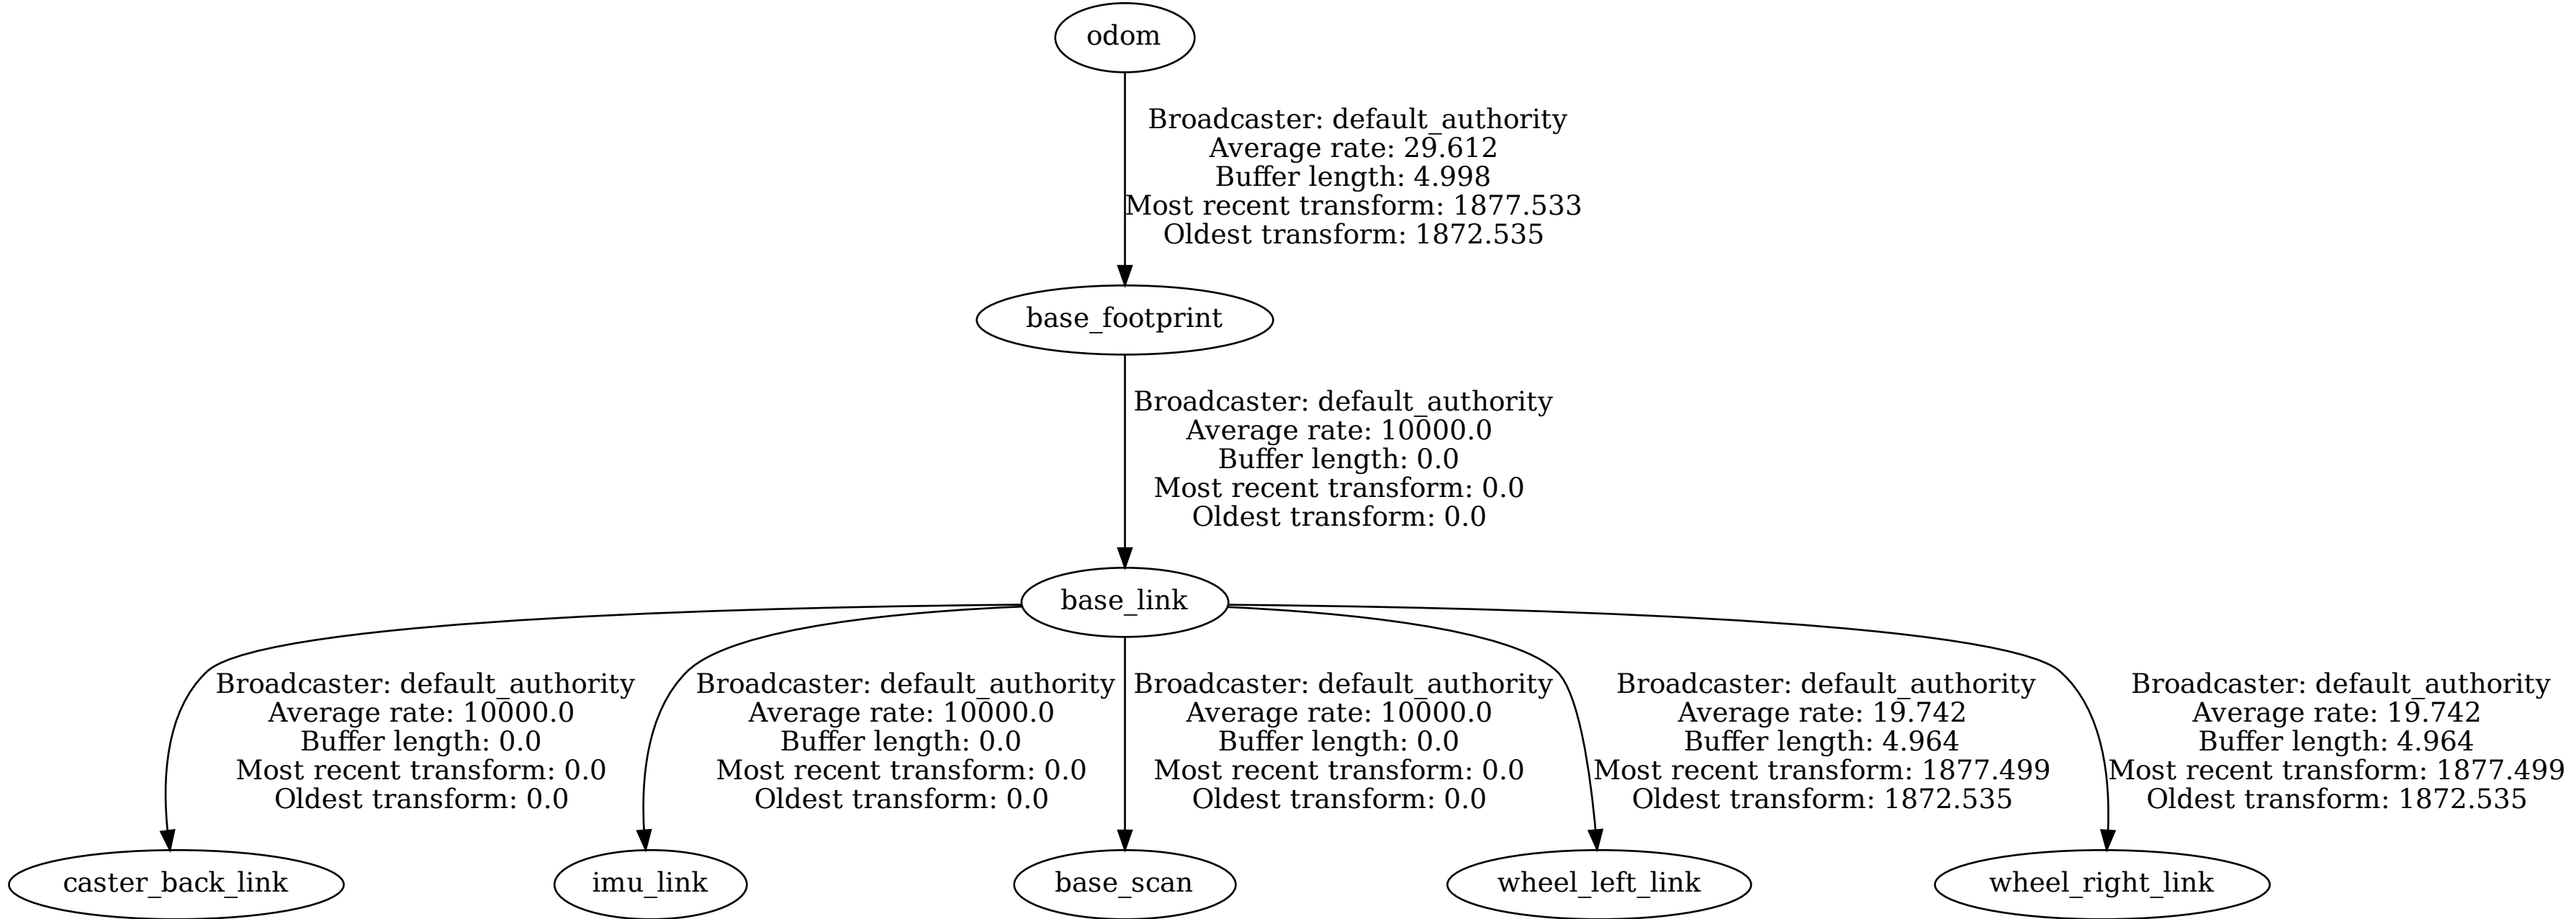 odom
Broadcaster: default_authority
Average rate: 29.612
Buffer length: 4.998
Most recent transform: 1877.533
Oldest transform: 1872.535
base_footprint
Broadcaster: default_authority
Average rate: 10000.0
Buffer length: 0.0
Most recent transform: 0.0
Oldest transform: 0.0
base_link
Broadcaster: default_authority
Average rate: 10000.0
Buffer length: 0.0
Most recent transform: 0.0
Oldest transform: 0.0
Broadcaster: default_authority
Average rate: 10000.0
Buffer length: 0.0
Most recent transform: 0.0
Oldest transform: 0.0
Broadcaster: default_authority
Average rate: 10000.0
Buffer length: 0.0
Most recent transform: 0.0
Oldest transform: 0.0
Broadcaster: default_authority
Average rate: 19.742
Buffer length: 4.964
Most recent transform: 1877.499
Oldest transform: 1872.535
Broadcaster: default_authority
Average rate: 19.742
Buffer length: 4.964
Most recent transform: 1877.499
Oldest transform: 1872.535
caster_back_link
imu_link
base_scan
wheel_left_link
wheel_right_link